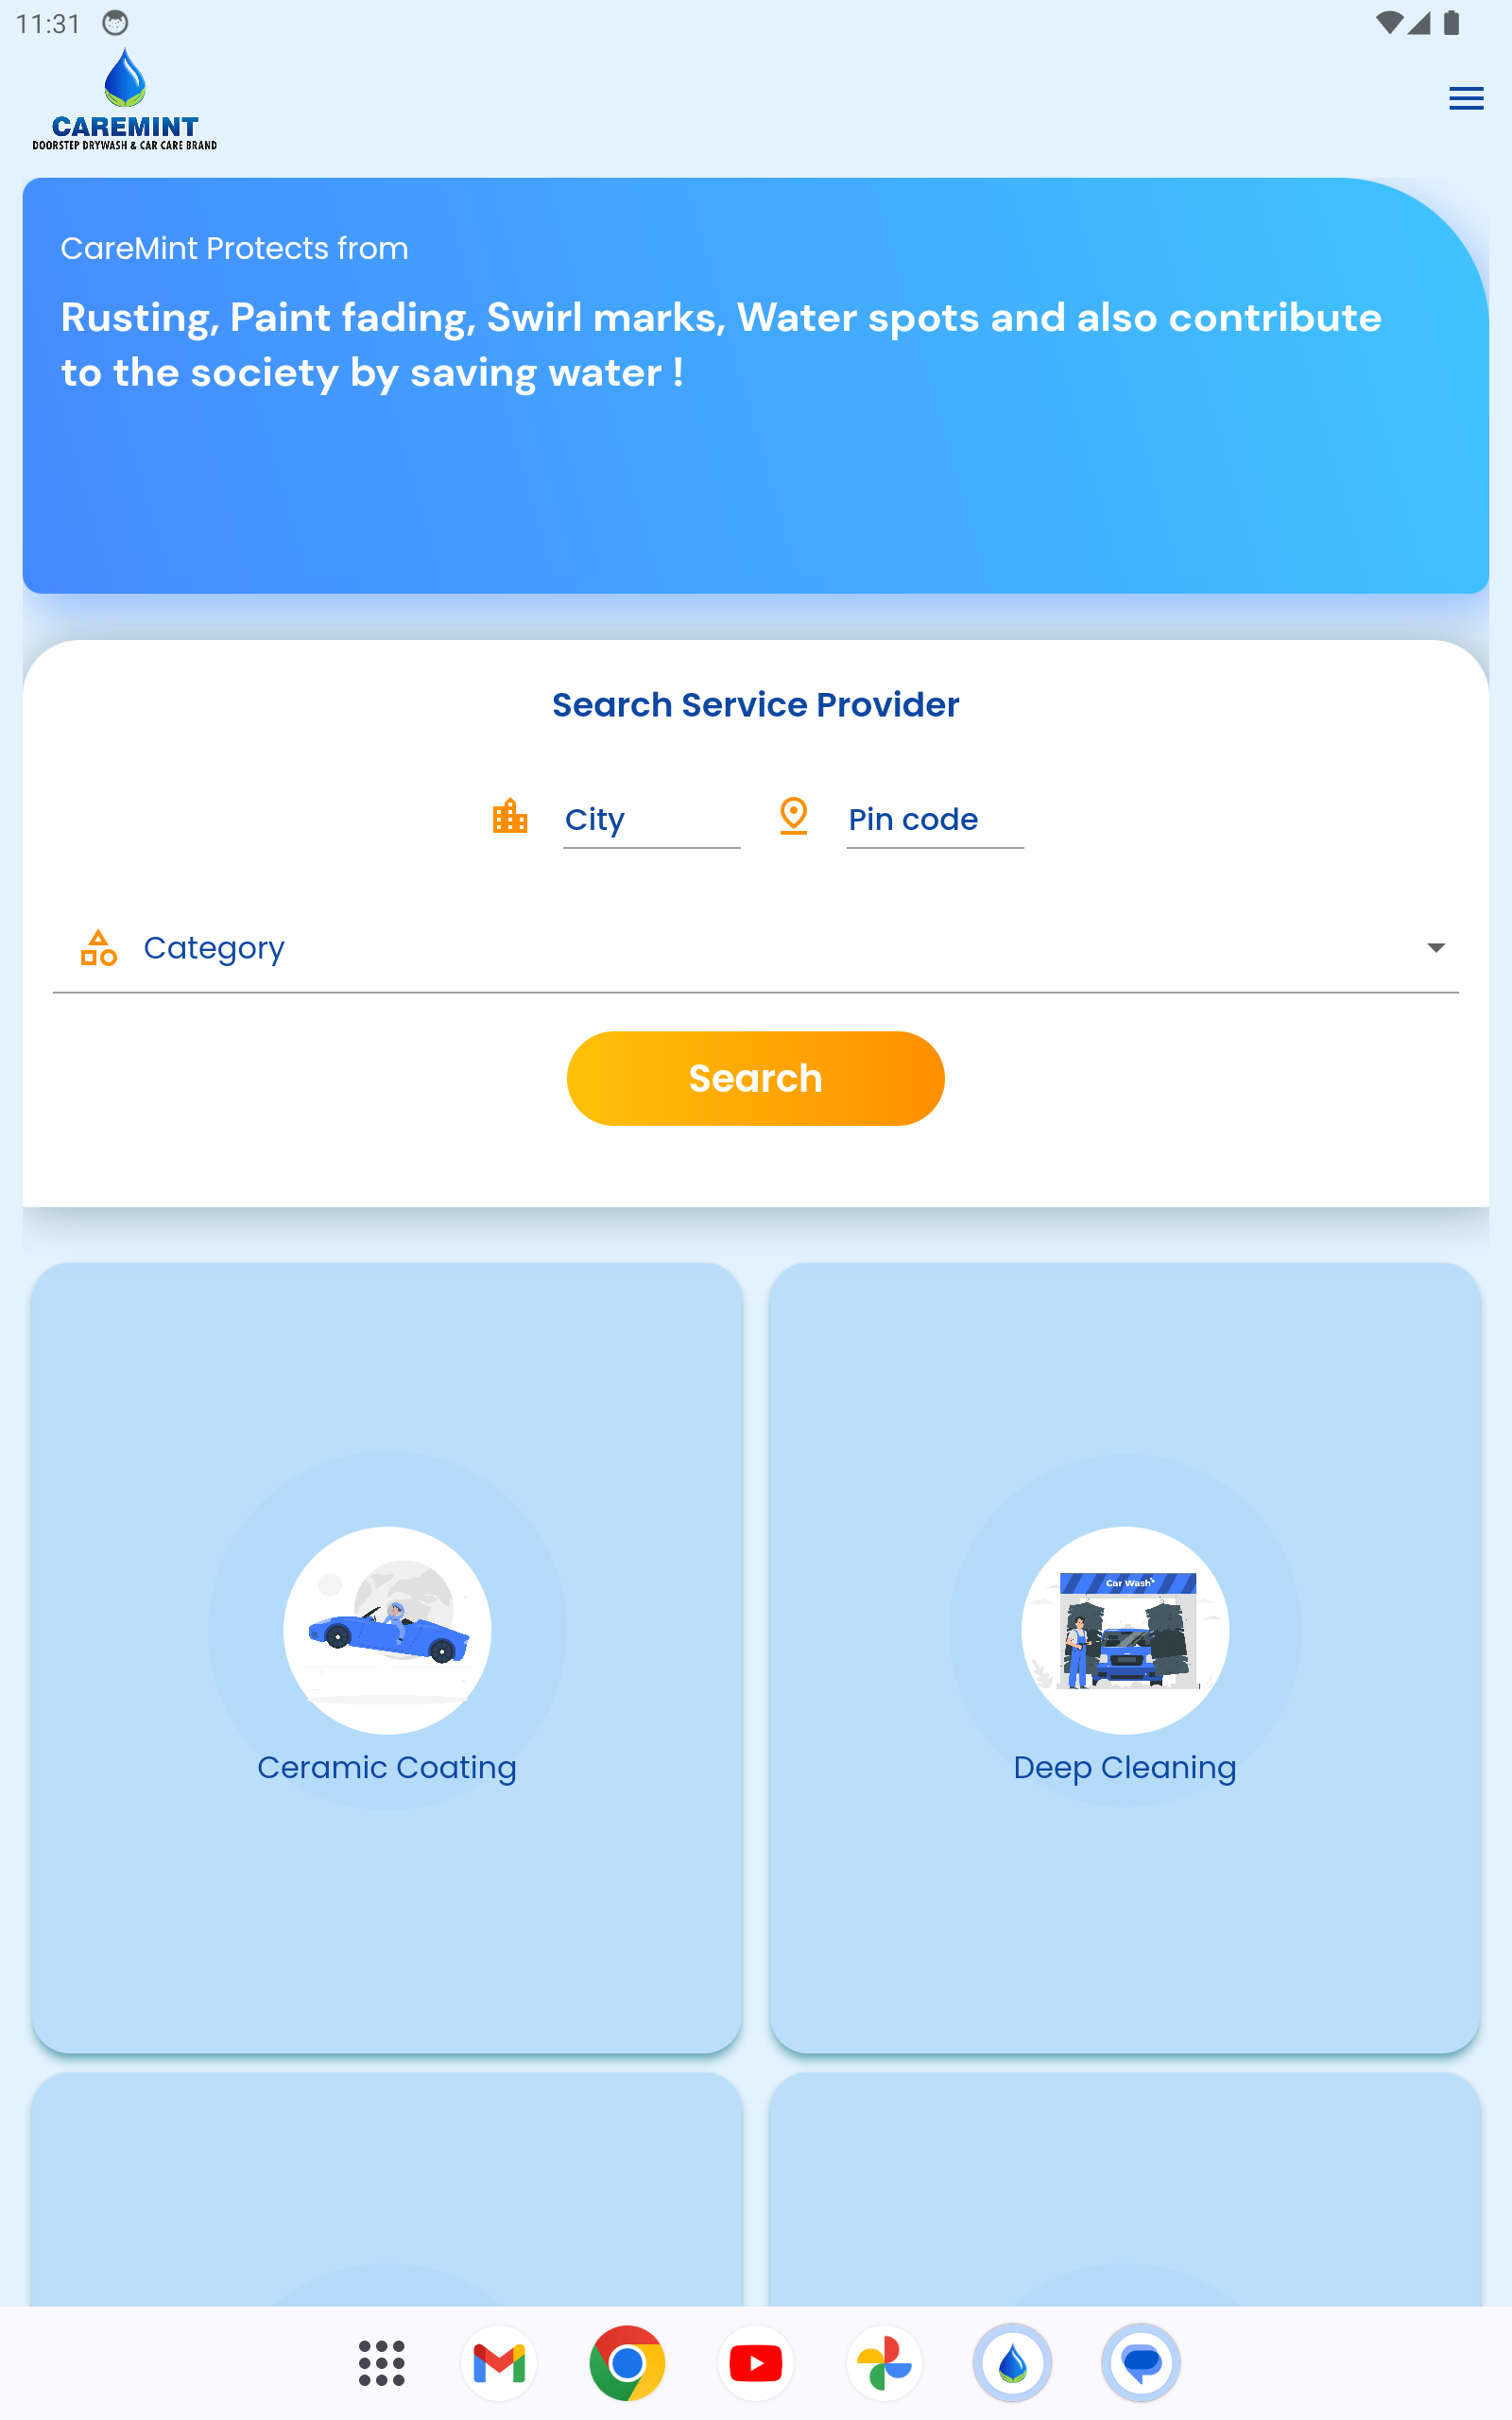 11:31
CAREMINT
DOORSTEP DRYWASH & CAR CARE BRAND
CareMint Protects from
Rusting, Paint fading, Swirl marks, Water spots and also contribute
to the society by saving water !
Search Service Provider
City
Pin code
Category
Search
Car Wash
Ceramic Coating
Deep Cleaning